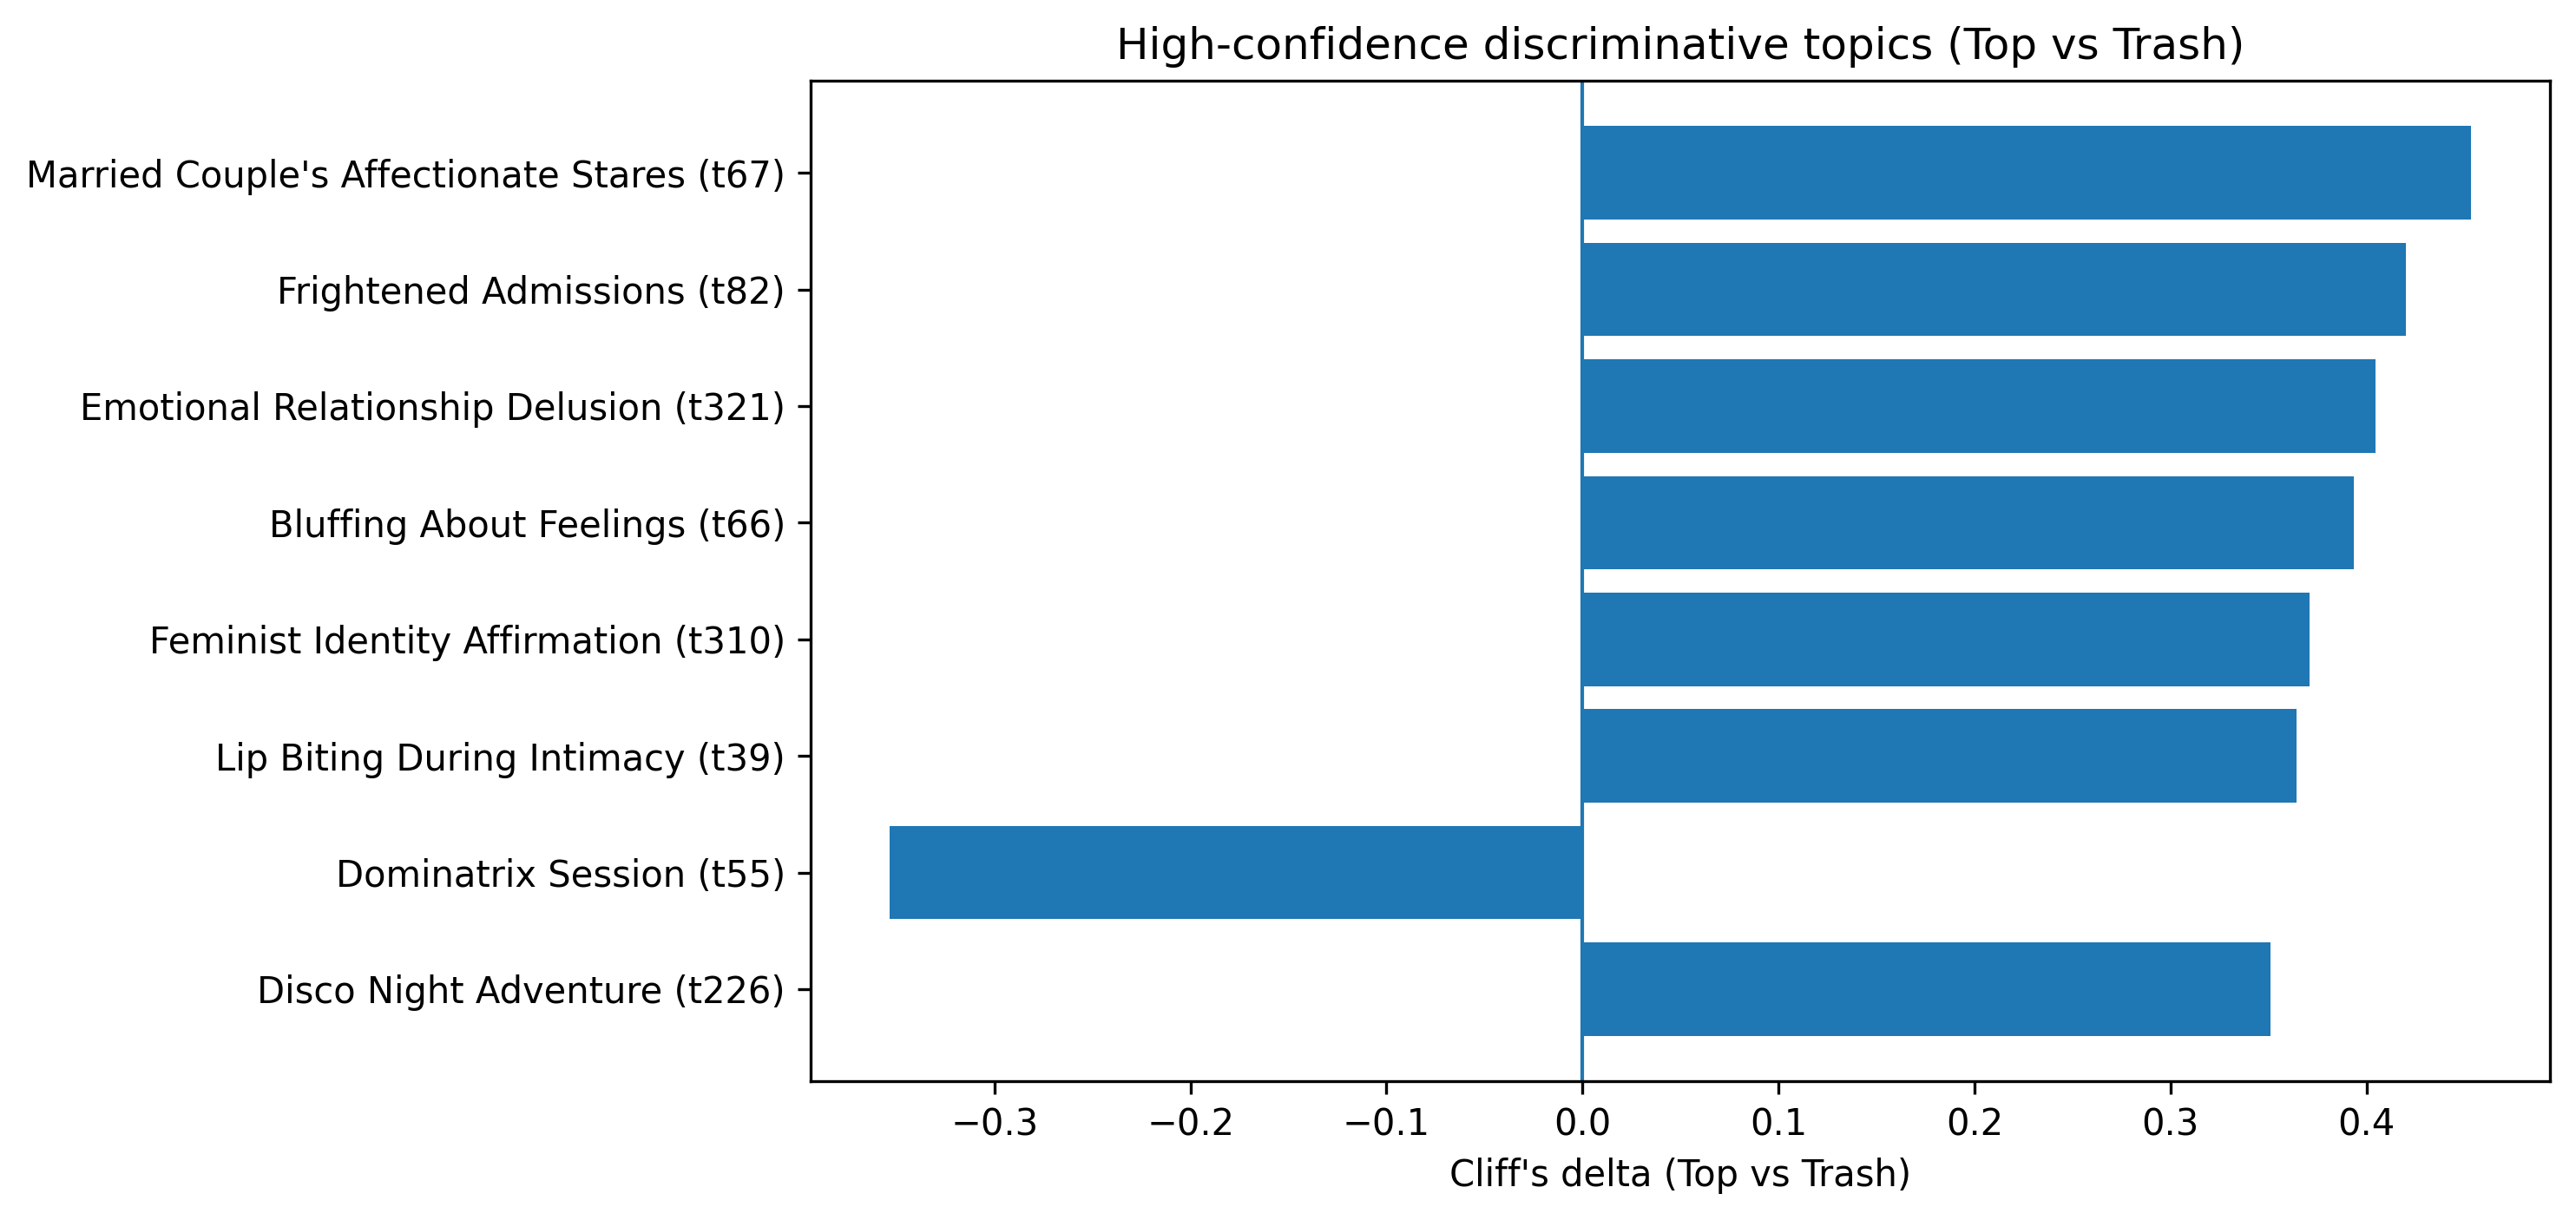 High-confidence discriminative topics (Top vs Trash)
Married Couple's Affectionate Stares (t67)
Frightened Admissions (t82)
Emotional Relationship Delusion (t321)
Bluffing About Feelings (t66)
Feminist Identity Affirmation (t310)
Lip Biting During Intimacy (t39)
Dominatrix Session (t55)
Disco Night Adventure (t226)
−0.3 −0.2 −0.1 0.0 0.1 0.2 0.3 0.4
Cliff's delta (Top vs Trash)